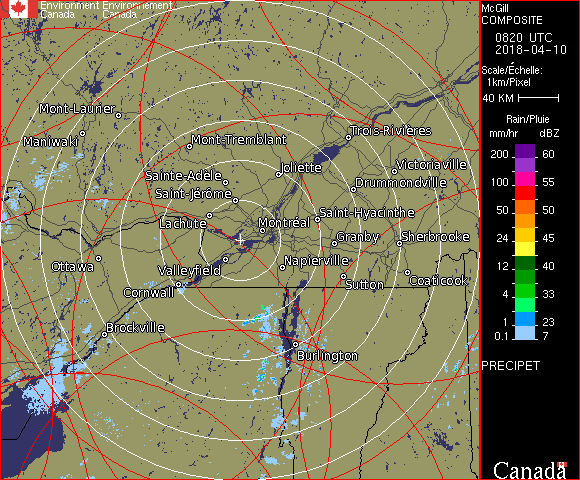 Environment Environnement
Canada Canada
McGill
COMPOSITE
0820 UTC
2018-04-10
Scale/Échelle:
1km/Pixel
40 KM
Rain/Pluie
mm/hr dBZ
200 60
150 55
100 55
100 50
50 45
24 40
12 33
4 23
1 7
0.1
Mont-Laurier
Maniwaki
Mont-Tremblant
Trois-Rivières
Sainte-Adèle
Joliette
Victoriaville
Saint-Jérôme
Drummondville
Lachute
Montréal
Saint-Hyacinthe
Granby
Sherbrooke
Ottawa
Valleyfield
Napierville
Cornwall
Sutton
Coaticook
Brockville
Burlington
PRECIPET
Canada